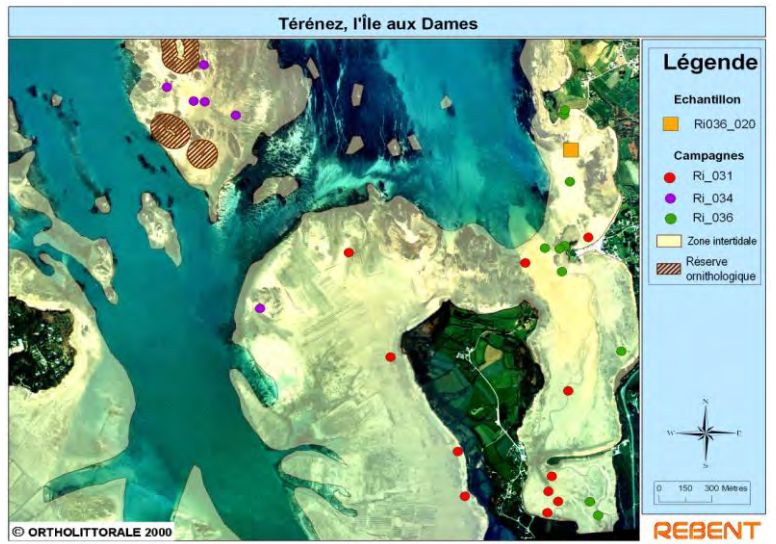 Térénez, l'Île aux Dames
Légende
Echantillon
Ri036_020
Campagnes
Ri_031
Ri_034
Ri_036
Zone intertidale
Réserve
ornithologique
N
W E
S
0 150 300 Mètres
© ORTHOLITTORALE 2000
REBENT